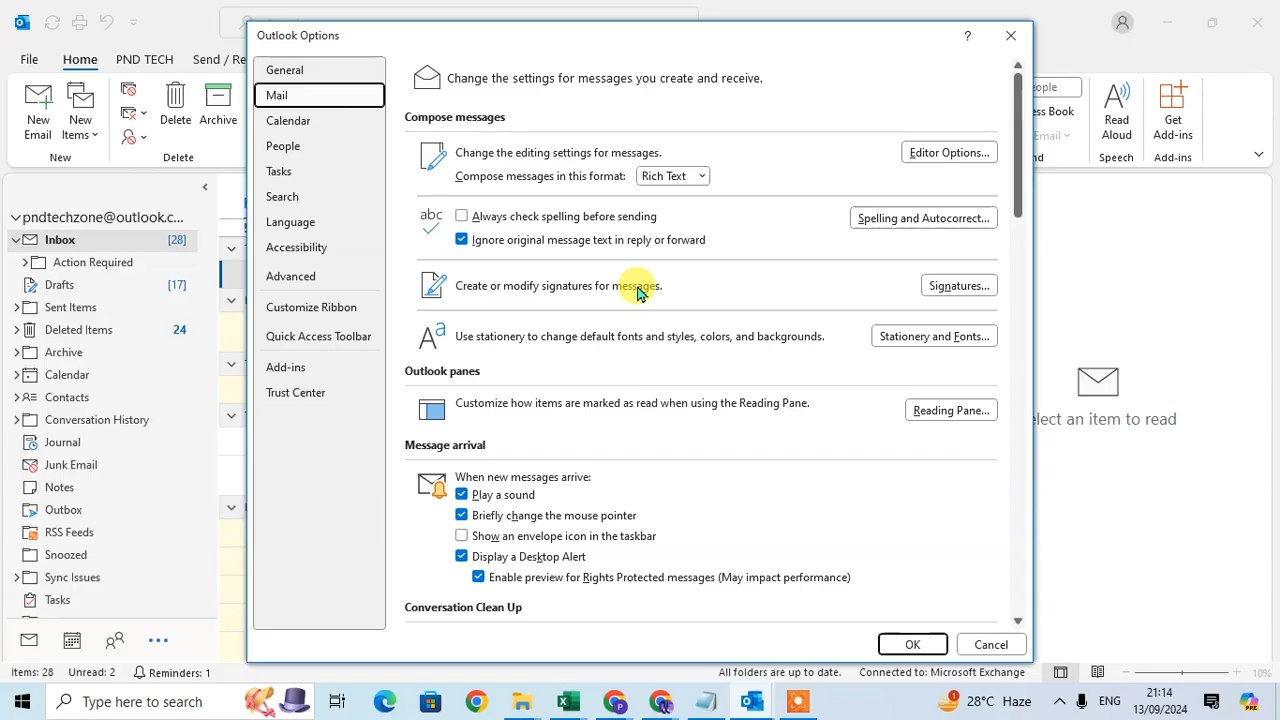 Outlook Options
?
File
Home
PND TECH
Send / Re
New
Email
New
Items
Delete
Archive
New
Delete
eople
ss Book
mail
nd
Read
Aloud
Speech
Get
Add-ins
Add-ins
pndtechzone@outlook.c...
Inbox [28]
Action Required
Drafts [17]
Sent Items
Deleted Items 24
Archive
Calendar
Contacts
Conversation History
Journal
Junk Email
Notes
Outbox
RSS Feeds
Snoozed
Sync Issues
Tasks
General
Mail
Calendar
People
Tasks
Search
Language
Accessibility
Advanced
Customize Ribbon
Quick Access Toolbar
Add-ins
Trust Center
Change the settings for messages you create and receive.
Compose messages
Change the editing settings for messages.
Editor Options...
Compose messages in this format: Rich Text
abc
Always check spelling before sending
Spelling and Autocorrect...
Ignore original message text in reply or forward
Create or modify signatures for messages.
Signatures...
Use stationery to change default fonts and styles, colors, and backgrounds.
Stationery and Fonts...
Outlook panes
Customize how items are marked as read when using the Reading Pane.
Reading Pane...
Message arrival
When new messages arrive:
Play a sound
Briefly change the mouse pointer
Show an envelope icon in the taskbar
Display a Desktop Alert
Enable preview for Rights Protected messages (May impact performance)
Conversation Clean Up
OK
Cancel
elect an item to read
Items: 28
Unread: 2
Reminders: 1
All folders are up to date.
Connected to: Microsoft Exchange
10%
Type here to search
28°C Haze
ENG
21:14
13/09/2024